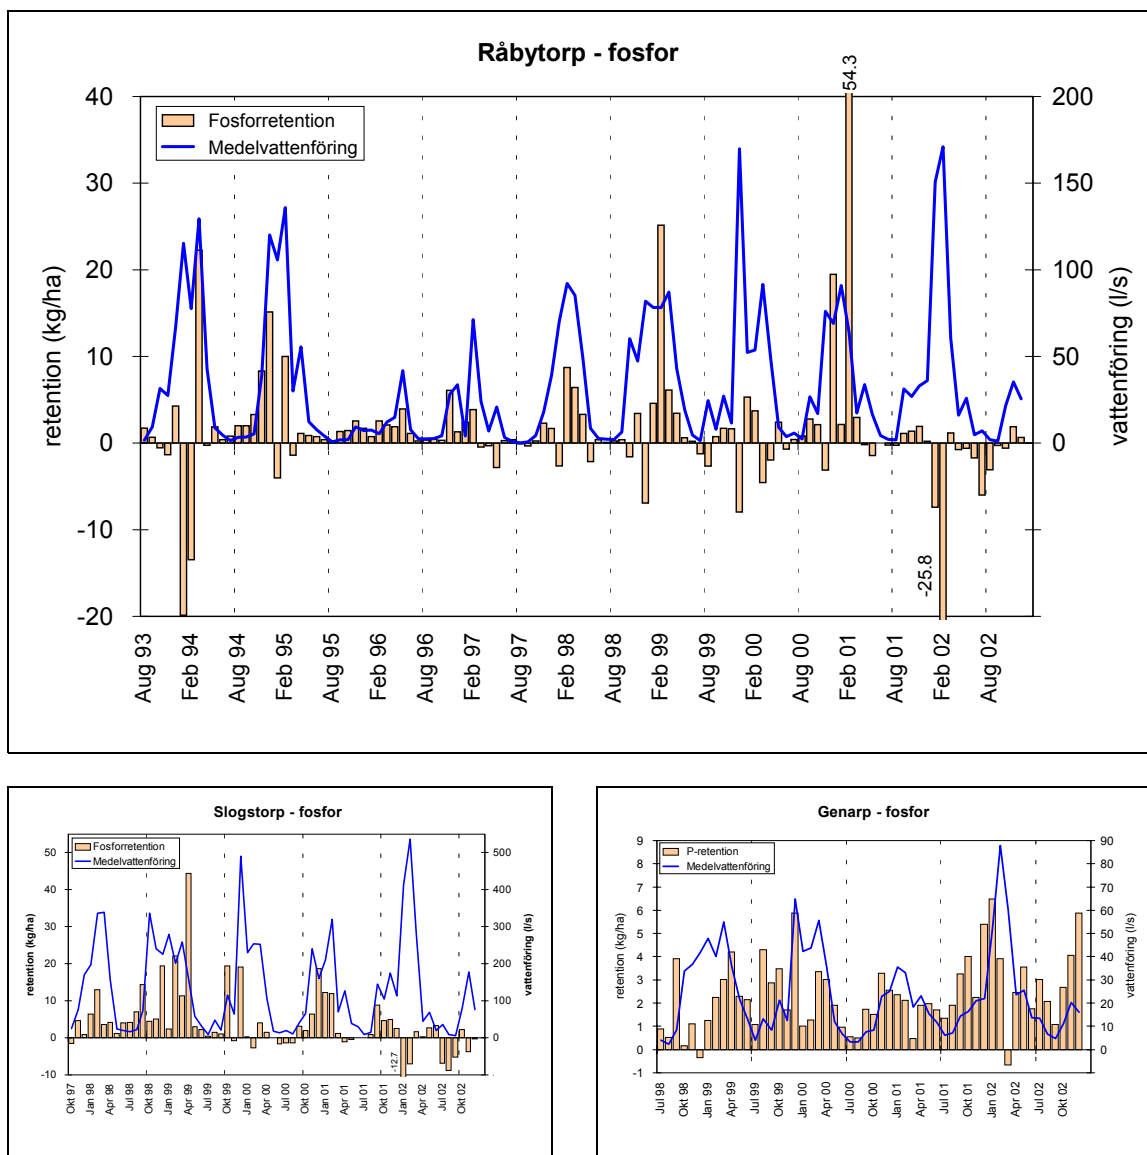 Råbytorp - fosfor
54.3
Fosforretention
Medelvattenföring
40
30
20
10
0
-10
-20
retention (kg/ha)
200
150
100
50
0
vattenföring (l/s)
-25.8
Aug 93
Feb 94
Aug 94
Feb 95
Aug 95
Feb 96
Aug 96
Feb 97
Aug 97
Feb 98
Aug 98
Feb 99
Aug 99
Feb 00
Aug 00
Feb 01
Aug 01
Feb 02
Aug 02
Slogstorp - fosfor
Fosforretention
Medelvattenföring
50
40
30
20
10
0
-10
retention (kg/ha)
500
400
300
200
100
0
vattenföring (l/s)
-12.7
Okt 97
Jan 98
Apr 98
Jul 98
Okt 98
Jan 99
Apr 99
Jul 99
Okt 99
Jan 00
Apr 00
Jul 00
Okt 00
Jan 01
Apr 01
Jul 01
Okt 01
Jan 02
Apr 02
Jul 02
Okt 02
Genarp - fosfor
P-retention
Medelvattenföring
9
8
7
6
5
4
3
2
1
0
-1
retention (kg/ha)
90
80
70
60
50
40
30
20
10
0
vattenföring (l/s)
Jul 98
Okt 98
Jan 99
Apr 99
Jul 99
Okt 99
Jan 00
Apr 00
Jul 00
Okt 00
Jan 01
Apr 01
Jul 01
Okt 01
Jan 02
Apr 02
Jul 02
Okt 02